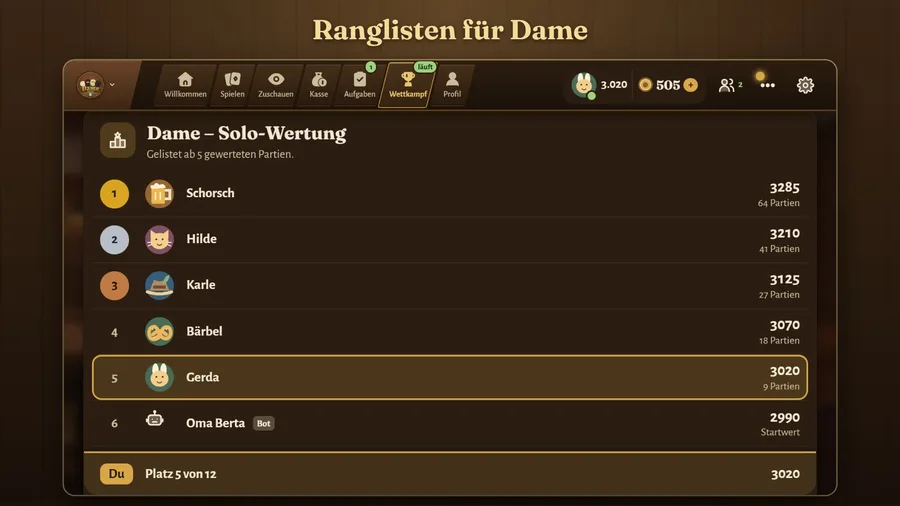 Ranglisten für Dame
Willkommen
Spielen
Zuschauen
Kasse
1
Aufgaben
läuft
Wettkampf
Profil
3.020
505
2
Dame – Solo-Wertung
Gelistet ab 5 gewerteten Partien.
1 Schorsch 3285
64 Partien
2 Hilde 3210
41 Partien
3 Karle 3125
27 Partien
4 Bärbel 3070
18 Partien
5 Gerda 3020
9 Partien
6 Oma Berta Bot 2990
Startwert
Du Platz 5 von 12 3020